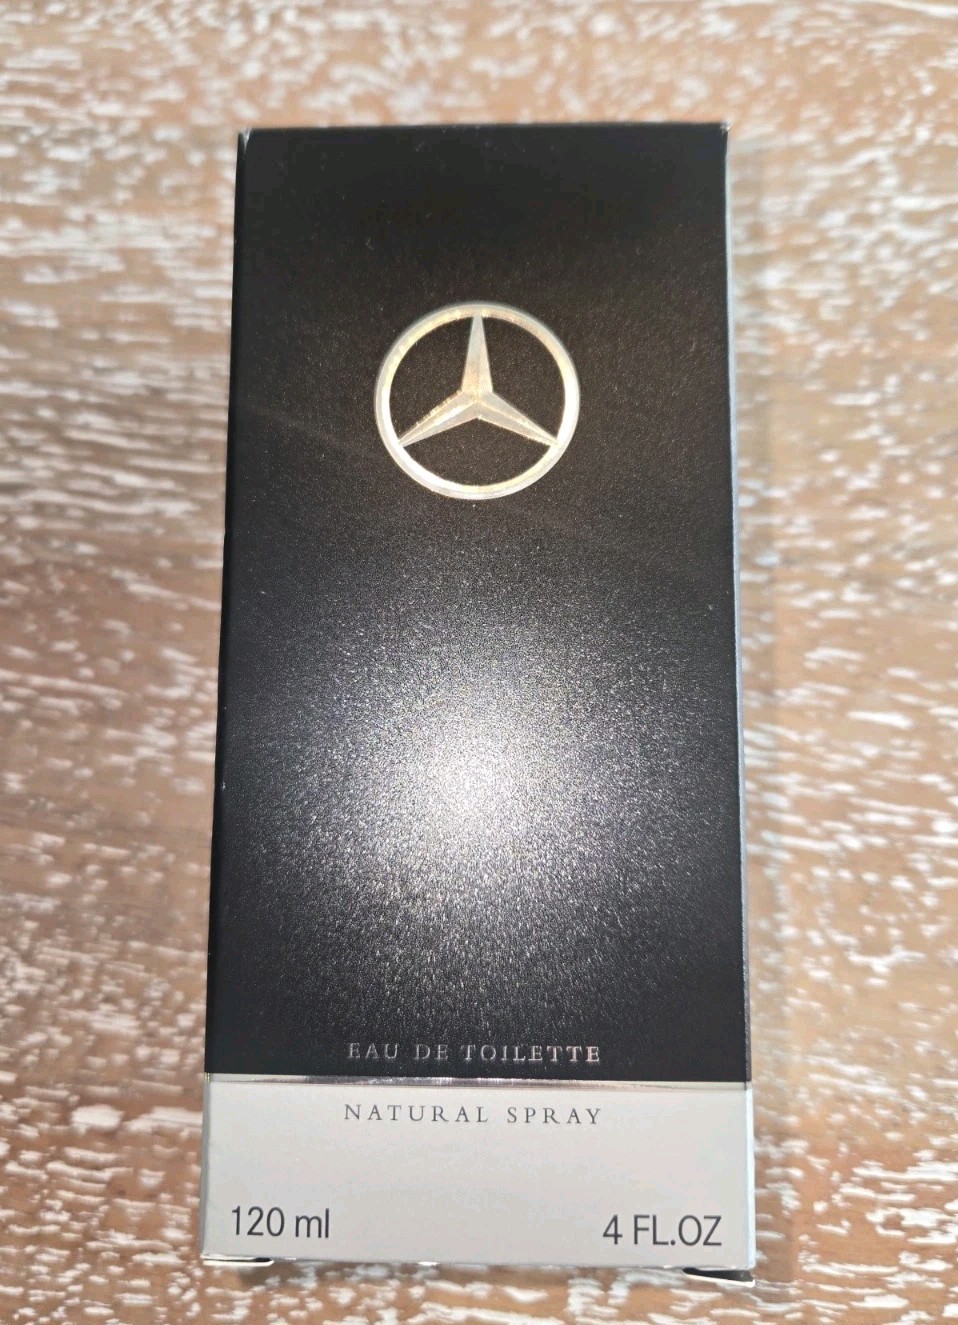 EAU DE TOILETTE
NATURAL SPRAY
120 ml 4 FL.OZ